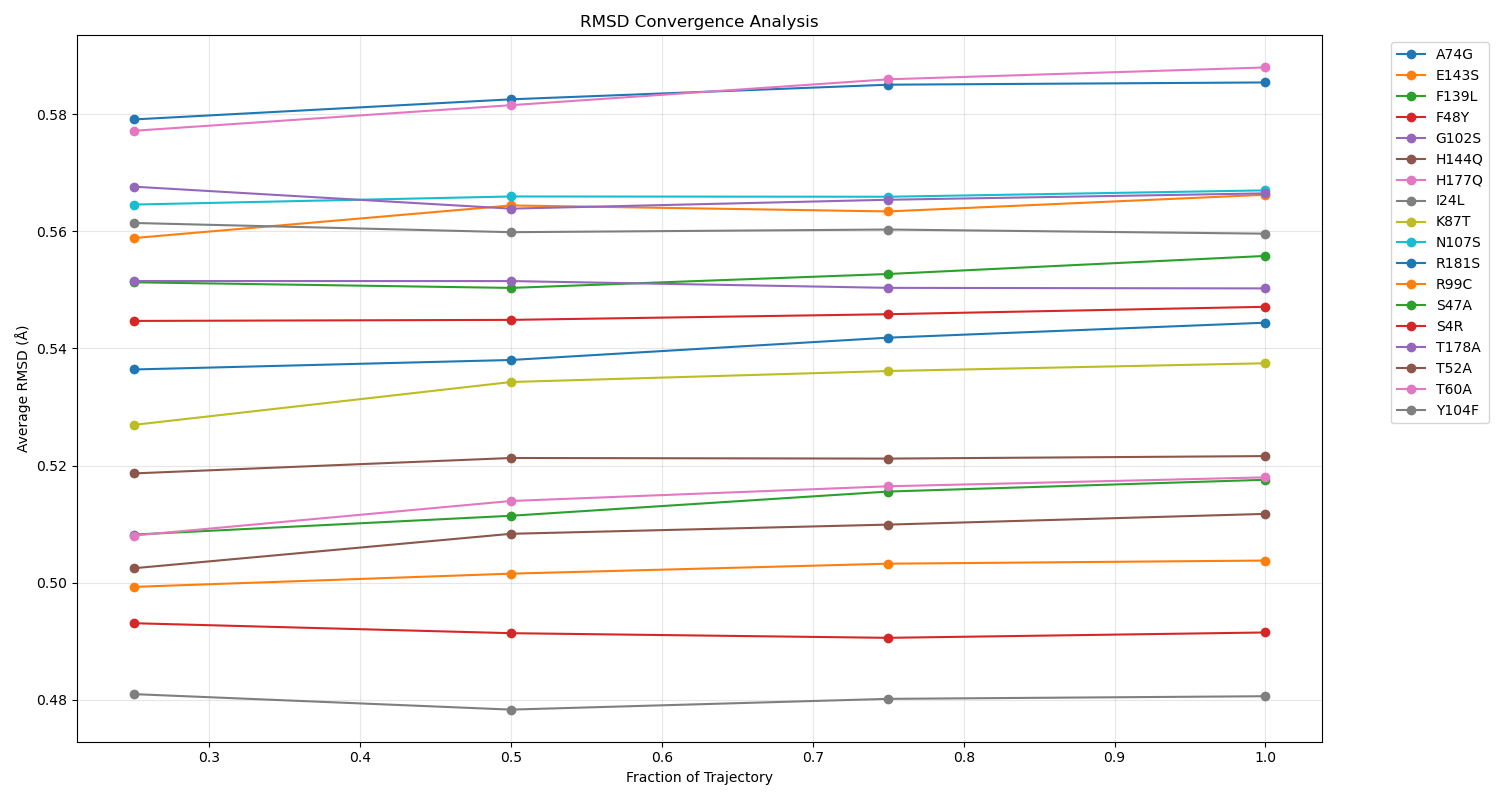 RMSD Convergence Analysis
0.58
0.56
0.54
0.52
0.50
0.48
Average RMSD (Å)
0.3 0.4 0.5 0.6 0.7 0.8 0.9 1.0
Fraction of Trajectory
A74G
E143S
F139L
F48Y
G102S
H144Q
H177Q
I24L
K87T
N107S
R181S
R99C
S47A
S4R
T178A
T52A
T60A
Y104F